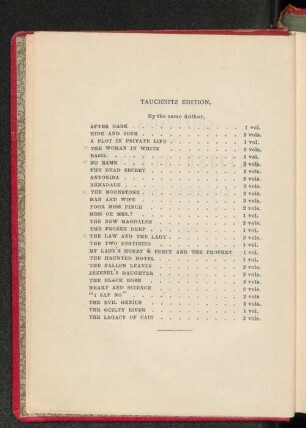 TAUCHNITZ EDITION.
By the same Author,
AFTER DARK . . . . . . . . . 1 vol.
HIDE AND SEEK . . . . . . . . 2 vols.
A PLOT IN PRIVATE LIFE . . . . . . 1 vol.
THE WOMAN IN WHITE . . . . . . 2 vols.
BASIL . . . . . . . . . . 1 vol.
NO NAME . . . . . . . . . 3 vols.
THE DEAD SECRET . . . . . . . 2 vols.
ANTONINA . . . . . . . . . 2 vols.
ARMADALE . . . . . . . . . 3 vols.
THE MOONSTONE . . . . . . . . 2 vols.
MAN AND WIFE . . . . . . . . 3 vols.
POOR MISS FINCH . . . . . . . 2 vols.
MISS OR MRS.? . . . . . . . . 1 vol.
THE NEW MAGDALEN . . . . . . . 2 vols.
THE FROZEN DEEP . . . . . . . 1 vol.
THE LAW AND THE LADY . . . . . . 2 vols.
THE TWO DESTINIES . . . . . . . 1 vol.
MY LADY'S MONEY & PERCY AND THE PROPHET 1 vol.
THE HAUNTED HOTEL . . . . . . . 1 vol.
THE FALLEN LEAVES . . . . . . . 2 vols.
JEZEBEL'S DAUGHTER . . . . . . . 2 vols.
THE BLACK ROBE . . . . . . . . 2 vols.
HEART AND SCIENCE . . . . . . . 2 vols.
"I SAY NO" . . . . . . . . . 2 vols.
THE EVIL GENIUS . . . . . . . 2 vols.
THE GUILTY RIVER . . . . . . . 1 vol.
THE LEGACY OF CAIN . . . . . . . 2 vols.